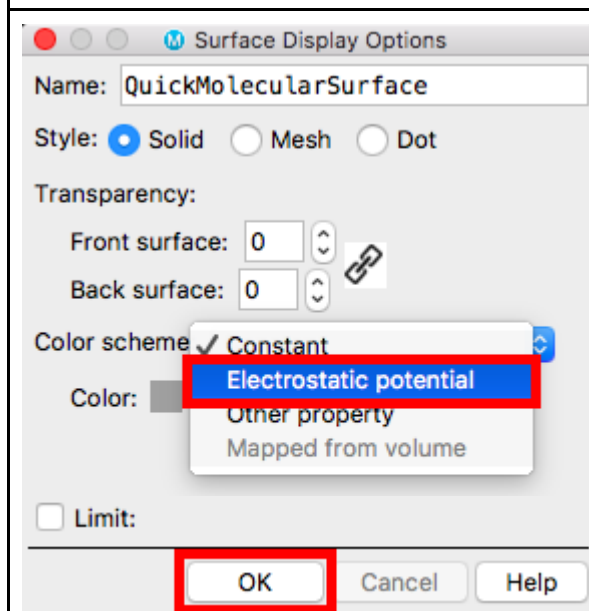 Surface Display Options
Name: QuickMolecularSurface
Style: Solid Mesh Dot
Transparency:
Front surface: 0
Back surface: 0
Color scheme ✓ Constant
Electrostatic potential
Color: Other property
Mapped from volume
Limit:
OK Cancel Help